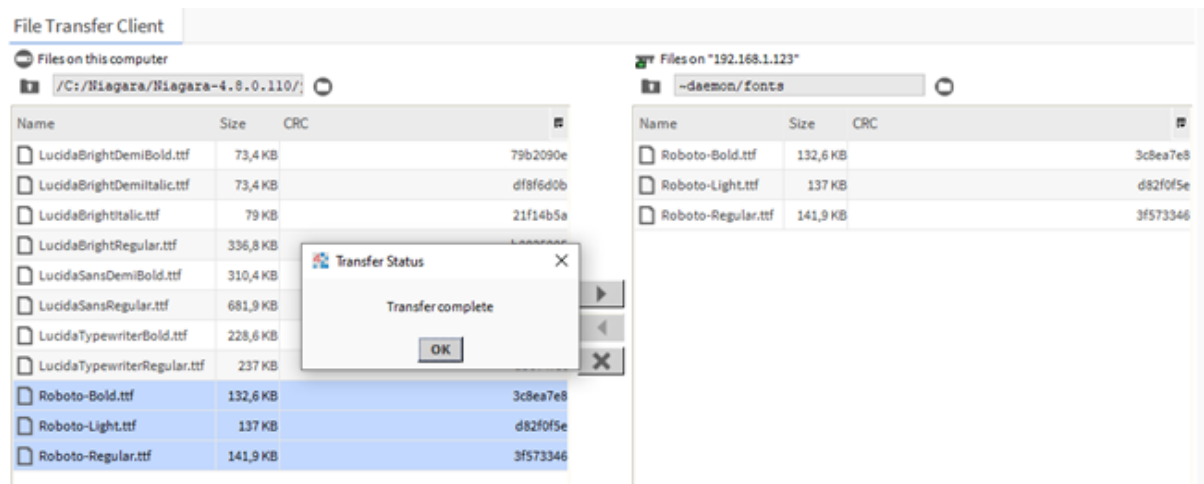 File Transfer Client
Files on this computer
/C:/Niagara/Niagara-4.8.0.110/
Name Size CRC
LucidaBrightDemiBold.ttf 73,4 KB 79b2090e
LucidaBrightDemiItalic.ttf 73,4 KB df8f6d0b
LucidaBrightItalic.ttf 79 KB 21f14b5a
LucidaBrightRegular.ttf 336,8 KB
LucidaSansDemiBold.ttf 310,4 KB
LucidaSansRegular.ttf 681,9 KB
LucidaTypewriterBold.ttf 228,6 KB
LucidaTypewriterRegular.ttf 237 KB
Roboto-Bold.ttf 132,6 KB 3c8ea7e8
Roboto-Light.ttf 137 KB d82f0f5e
Roboto-Regular.ttf 141,9 KB 3f573346
Transfer Status
Transfer complete
OK
Files on "192.168.1.123"
~daemon/fonts
Name Size CRC
Roboto-Bold.ttf 132,6 KB 3c8ea7e8
Roboto-Light.ttf 137 KB d82f0f5e
Roboto-Regular.ttf 141,9 KB 3f573346